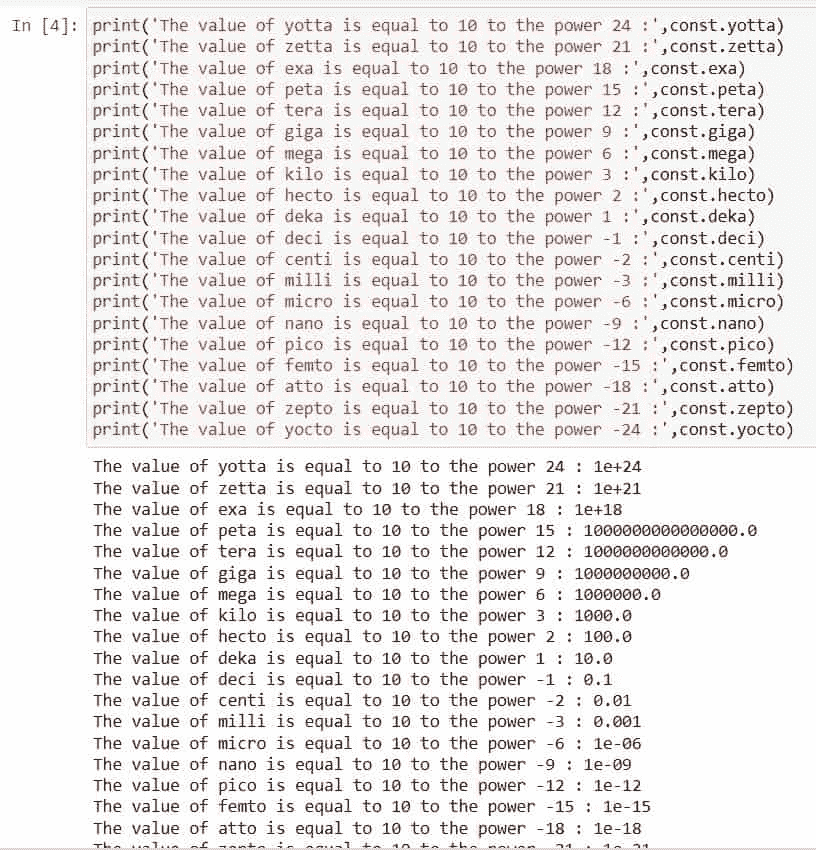 In [4]: print('The value of yotta is equal to 10 to the power 24 :',const.yotta)
print('The value of zetta is equal to 10 to the power 21 :',const.zetta)
print('The value of exa is equal to 10 to the power 18 :',const.exa)
print('The value of peta is equal to 10 to the power 15 :',const.peta)
print('The value of tera is equal to 10 to the power 12 :',const.tera)
print('The value of giga is equal to 10 to the power 9 :',const.giga)
print('The value of mega is equal to 10 to the power 6 :',const.mega)
print('The value of kilo is equal to 10 to the power 3 :',const.kilo)
print('The value of hecto is equal to 10 to the power 2 :',const.hecto)
print('The value of deka is equal to 10 to the power 1 :',const.deka)
print('The value of deci is equal to 10 to the power -1 :',const.deci)
print('The value of centi is equal to 10 to the power -2 :',const.centi)
print('The value of milli is equal to 10 to the power -3 :',const.milli)
print('The value of micro is equal to 10 to the power -6 :',const.micro)
print('The value of nano is equal to 10 to the power -9 :',const.nano)
print('The value of pico is equal to 10 to the power -12 :',const.pico)
print('The value of femto is equal to 10 to the power -15 :',const.femto)
print('The value of atto is equal to 10 to the power -18 :',const.atto)
print('The value of zepto is equal to 10 to the power -21 :',const.zepto)
print('The value of yocto is equal to 10 to the power -24 :',const.yocto)
The value of yotta is equal to 10 to the power 24 : 1e+24
The value of zetta is equal to 10 to the power 21 : 1e+21
The value of exa is equal to 10 to the power 18 : 1e+18
The value of peta is equal to 10 to the power 15 : 1000000000000000.0
The value of tera is equal to 10 to the power 12 : 1000000000000.0
The value of giga is equal to 10 to the power 9 : 1000000000.0
The value of mega is equal to 10 to the power 6 : 1000000.0
The value of kilo is equal to 10 to the power 3 : 1000.0
The value of hecto is equal to 10 to the power 2 : 100.0
The value of deka is equal to 10 to the power 1 : 10.0
The value of deci is equal to 10 to the power -1 : 0.1
The value of centi is equal to 10 to the power -2 : 0.01
The value of milli is equal to 10 to the power -3 : 0.001
The value of micro is equal to 10 to the power -6 : 1e-06
The value of nano is equal to 10 to the power -9 : 1e-09
The value of pico is equal to 10 to the power -12 : 1e-12
The value of femto is equal to 10 to the power -15 : 1e-15
The value of atto is equal to 10 to the power -18 : 1e-18